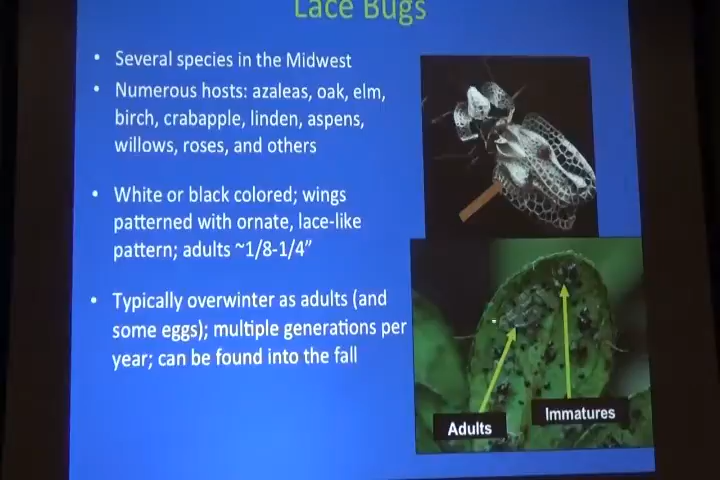 Lace Bugs
• Several species in the Midwest
• Numerous hosts: azaleas, oak, elm,
birch, crabapple, linden, aspens,
willows, roses, and others
• White or black colored; wings
patterned with ornate, lace-like
pattern; adults ~1/8-1/4”
• Typically overwinter as adults (and
some eggs); multiple generations per
year; can be found into the fall
Adults
Immatures